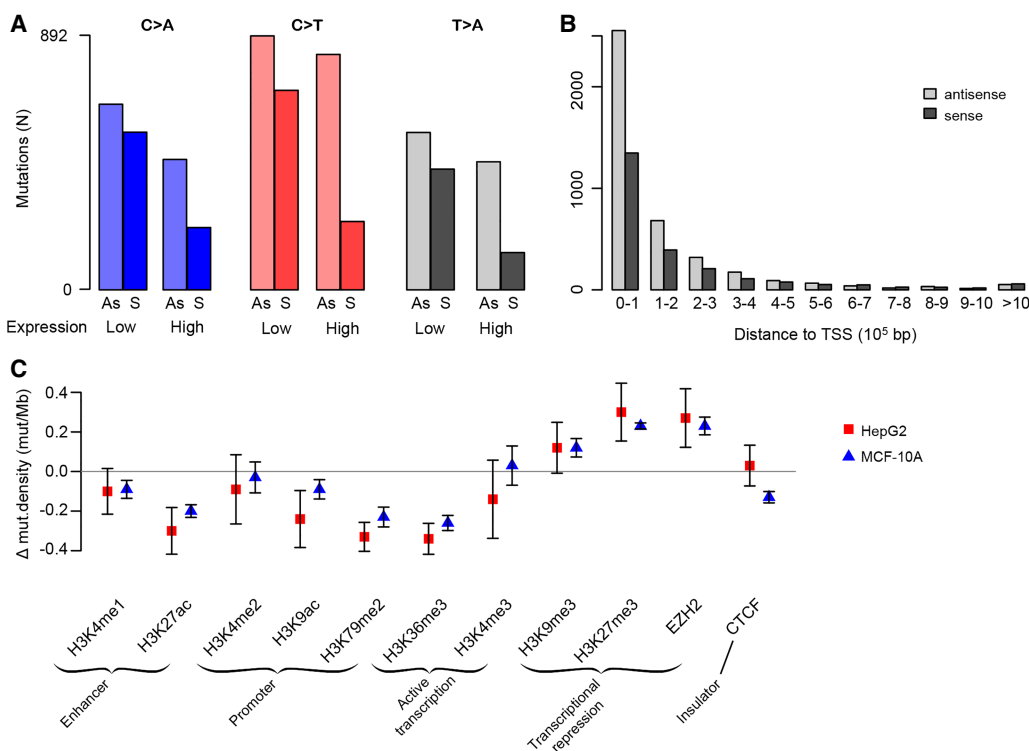 A
C>A
C>T
T>A
892
Mutations (N)
0
As S As S As S As S As S As S
Expression Low High Low High Low High
B
2000
1000
0
antisense
sense
0-1 1-2 2-3 3-4 4-5 5-6 6-7 7-8 8-9 9-10 >10
Distance to TSS (10⁵ bp)
C
Δ mut.density (mut/Mb)
0.4
0.2
0.0
-0.2
-0.4
HepG2
MCF-10A
H3K4me1
H3K27ac
H3K4me2
H3K9ac
H3K79me2
H3K36me3
H3K4me3
H3K9me3
H3K27me3
EZH2
CTCF
Enhancer
Promoter
Active
transcription
Transcriptional
repression
Insulator